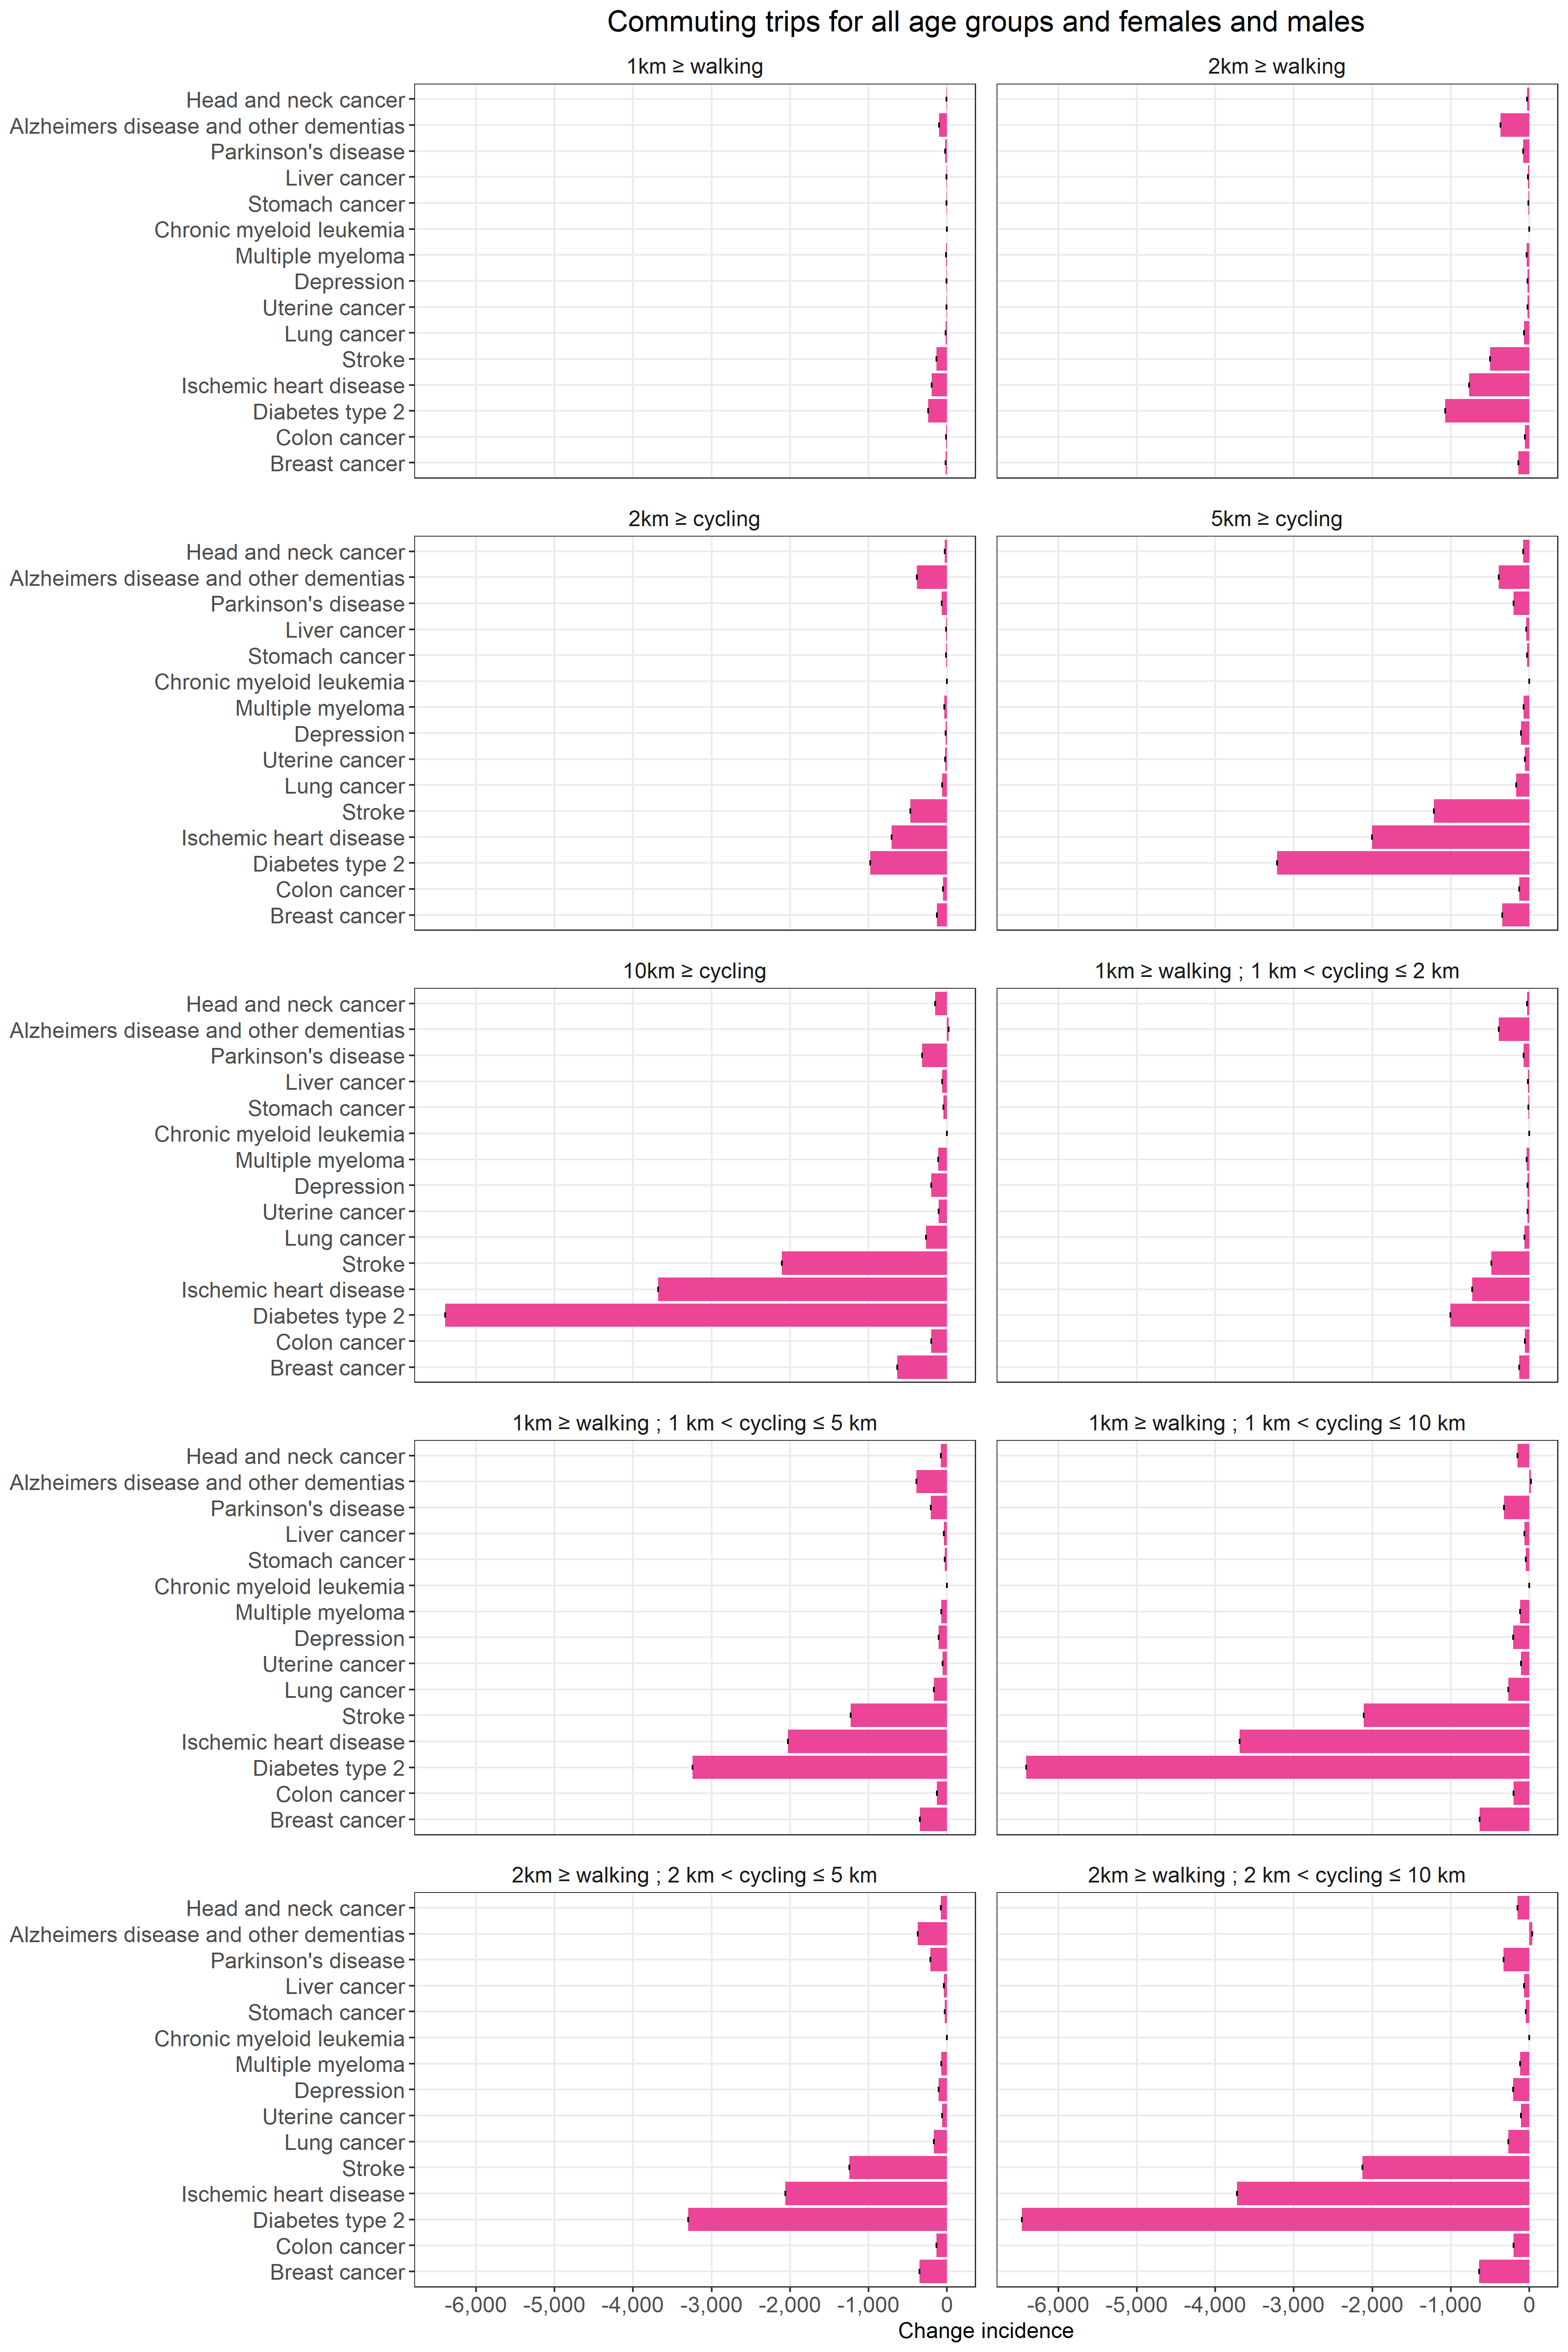 Commuting trips for all age groups and females and males
1km ≥ walking
2km ≥ walking
Head and neck cancer
Alzheimers disease and other dementias
Parkinson's disease
Liver cancer
Stomach cancer
Chronic myeloid leukemia
Multiple myeloma
Depression
Uterine cancer
Lung cancer
Stroke
Ischemic heart disease
Diabetes type 2
Colon cancer
Breast cancer
2km ≥ cycling
5km ≥ cycling
Head and neck cancer
Alzheimers disease and other dementias
Parkinson's disease
Liver cancer
Stomach cancer
Chronic myeloid leukemia
Multiple myeloma
Depression
Uterine cancer
Lung cancer
Stroke
Ischemic heart disease
Diabetes type 2
Colon cancer
Breast cancer
10km ≥ cycling
1km ≥ walking ; 1 km < cycling ≤ 2 km
Head and neck cancer
Alzheimers disease and other dementias
Parkinson's disease
Liver cancer
Stomach cancer
Chronic myeloid leukemia
Multiple myeloma
Depression
Uterine cancer
Lung cancer
Stroke
Ischemic heart disease
Diabetes type 2
Colon cancer
Breast cancer
1km ≥ walking ; 1 km < cycling ≤ 5 km
1km ≥ walking ; 1 km < cycling ≤ 10 km
Head and neck cancer
Alzheimers disease and other dementias
Parkinson's disease
Liver cancer
Stomach cancer
Chronic myeloid leukemia
Multiple myeloma
Depression
Uterine cancer
Lung cancer
Stroke
Ischemic heart disease
Diabetes type 2
Colon cancer
Breast cancer
2km ≥ walking ; 2 km < cycling ≤ 5 km
2km ≥ walking ; 2 km < cycling ≤ 10 km
Head and neck cancer
Alzheimers disease and other dementias
Parkinson's disease
Liver cancer
Stomach cancer
Chronic myeloid leukemia
Multiple myeloma
Depression
Uterine cancer
Lung cancer
Stroke
Ischemic heart disease
Diabetes type 2
Colon cancer
Breast cancer
-6,000 -5,000 -4,000 -3,000 -2,000 -1,000 0
-6,000 -5,000 -4,000 -3,000 -2,000 -1,000 0
Change incidence